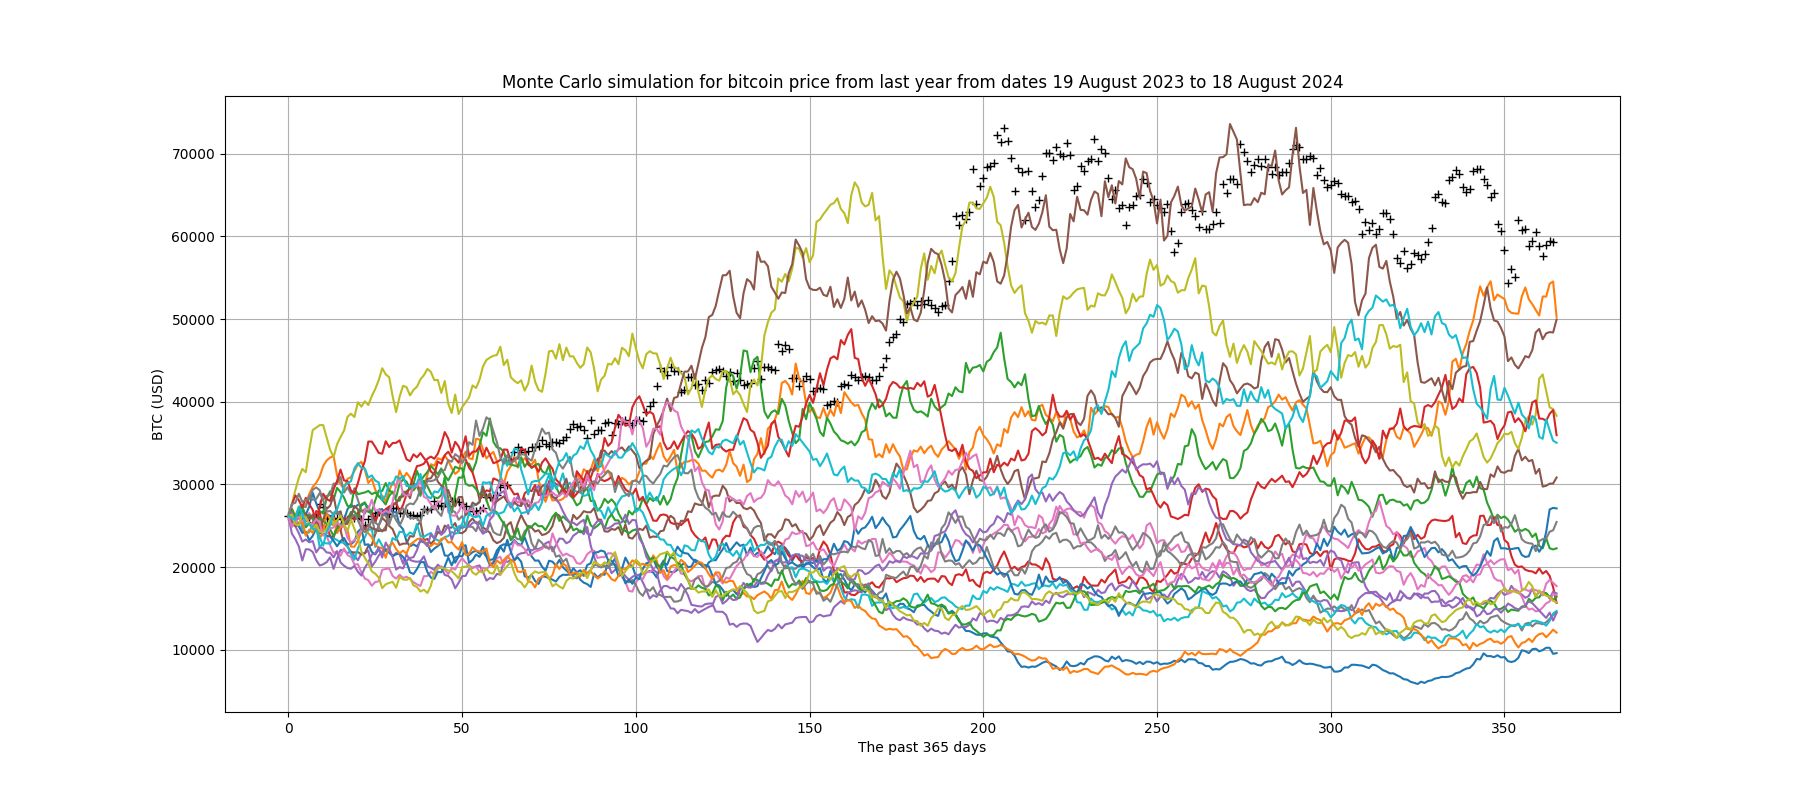 Monte Carlo simulation for bitcoin price from last year from dates 19 August 2023 to 18 August 2024
70000
60000
50000
40000
30000
20000
10000
BTC (USD)
0 50 100 150 200 250 300 350
The past 365 days